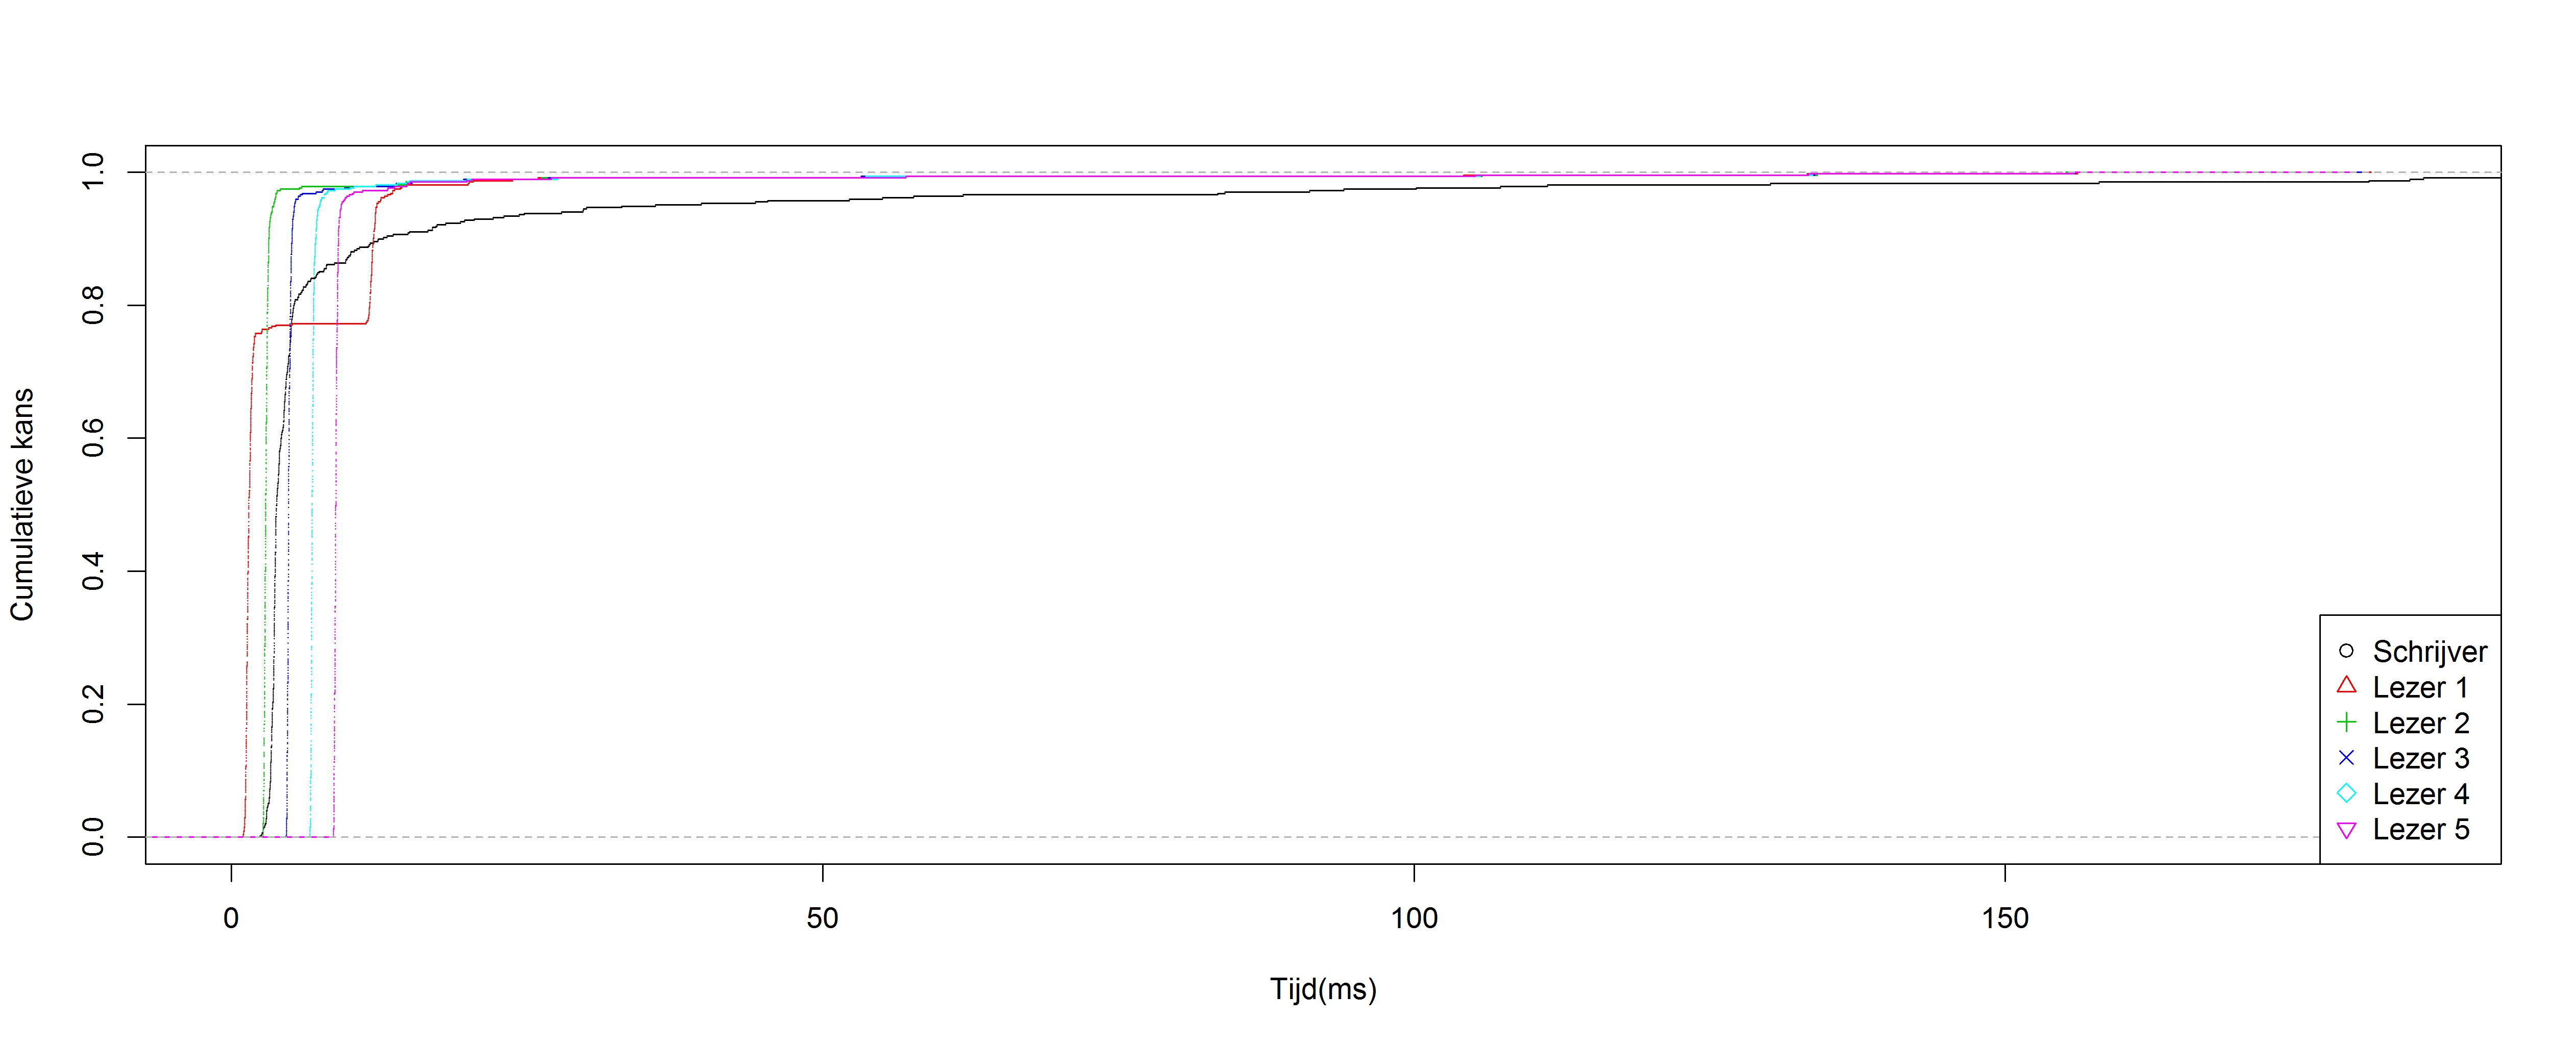 Cumulatieve kans
1.0
0.8
0.6
0.4
0.2
0.0
0
50
100
150
Tijd(ms)
Schrijver
Lezer 1
Lezer 2
Lezer 3
Lezer 4
Lezer 5